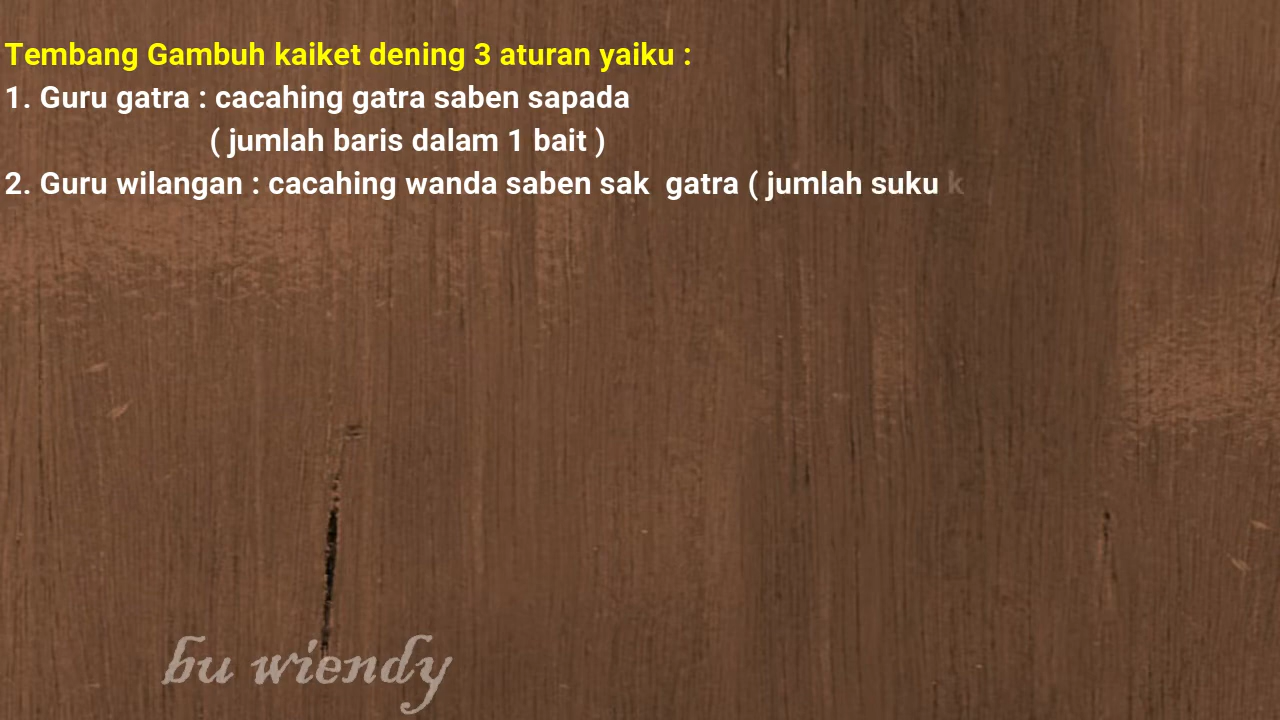 Tembang Gambuh kaiket dening 3 aturan yaiku :
1. Guru gatra : cacahing gatra saben sapada
( jumlah baris dalam 1 bait )
2. Guru wilangan : cacahing wanda saben sak  gatra ( jumlah suku k
bu wiendy